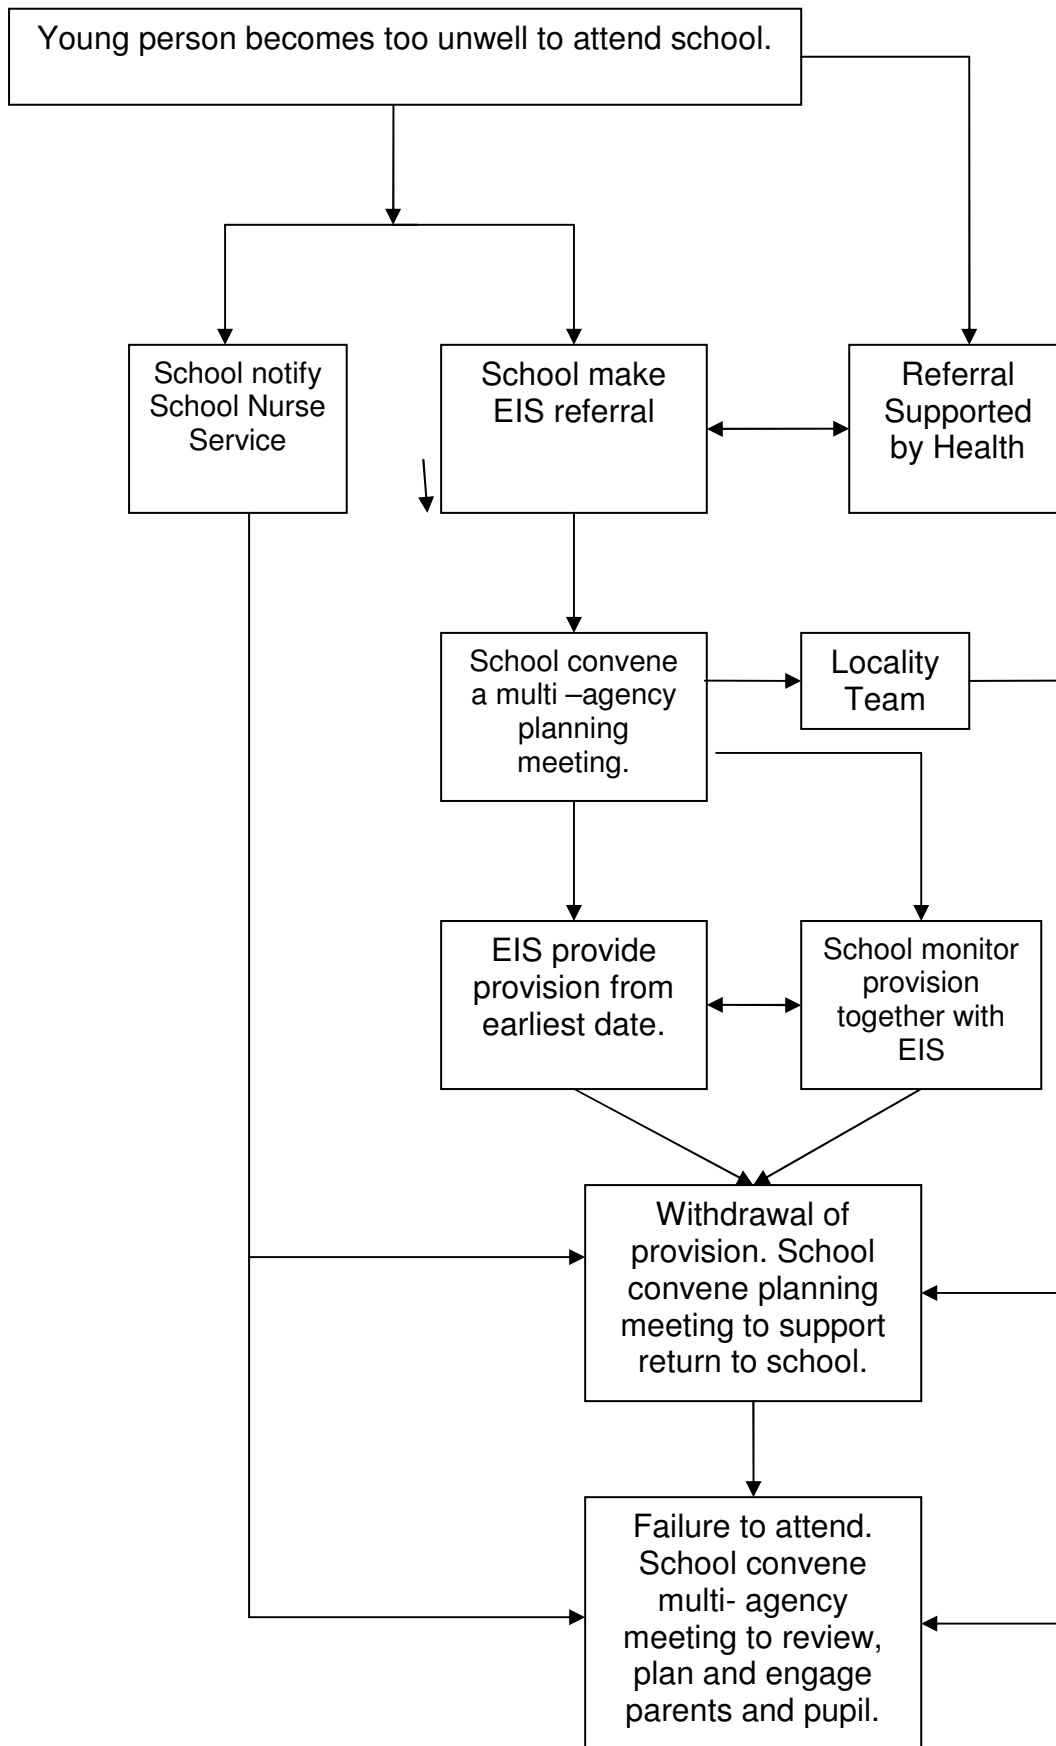 Young person becomes too unwell to attend school.
School notify
School Nurse
Service
School make
EIS referral
Referral
Supported
by Health
School convene
a multi –agency
planning
meeting.
Locality
Team
EIS provide
provision from
earliest date.
School monitor
provision
together with
EIS
Withdrawal of
provision. School
convene planning
meeting to support
return to school.
Failure to attend.
School convene
multi- agency
meeting to review,
plan and engage
parents and pupil.